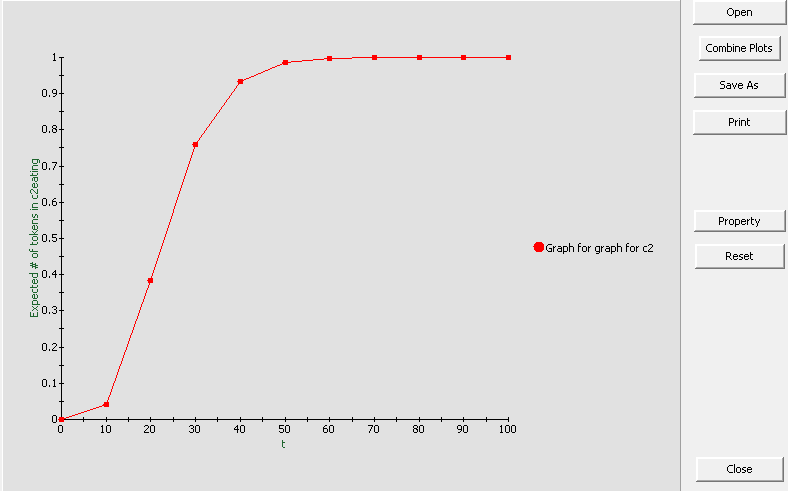 Open
Combine Plots
Save As
Print
Property
Reset
Close
Expected # of tokens in c2eating
1
0.9
0.8
0.7
0.6
0.5
0.4
0.3
0.2
0.1
0
0 10 20 30 40 50 60 70 80 90 100
t
Graph for graph for c2